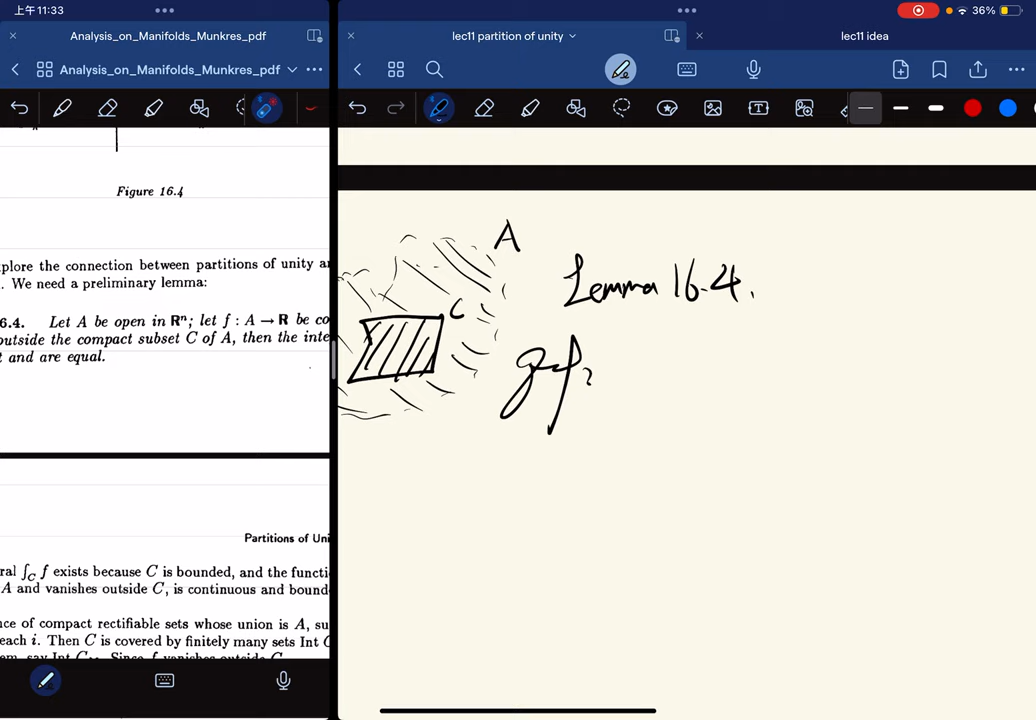 上午11:33
36%
Analysis_on_Manifolds_Munkres_pdf
lec11 partition of unity
lec11 idea
Analysis_on_Manifolds_Munkres_pdf
Figure 16.4
xplore the connection between partitions of unity a
. We need a preliminary lemma:
6.4. Let A be open in Rⁿ; let f : A → R be co
outside the compact subset C of A, then the inte
t and are equal.
Partitions of Uni
ral ∫_C f exists because C is bounded, and the functi
A and vanishes outside C, is continuous and bound
nce of compact rectifiable sets whose union is A, su
each i. Then C is covered by finitely many sets Int C
A
C
Lemma 16.4.